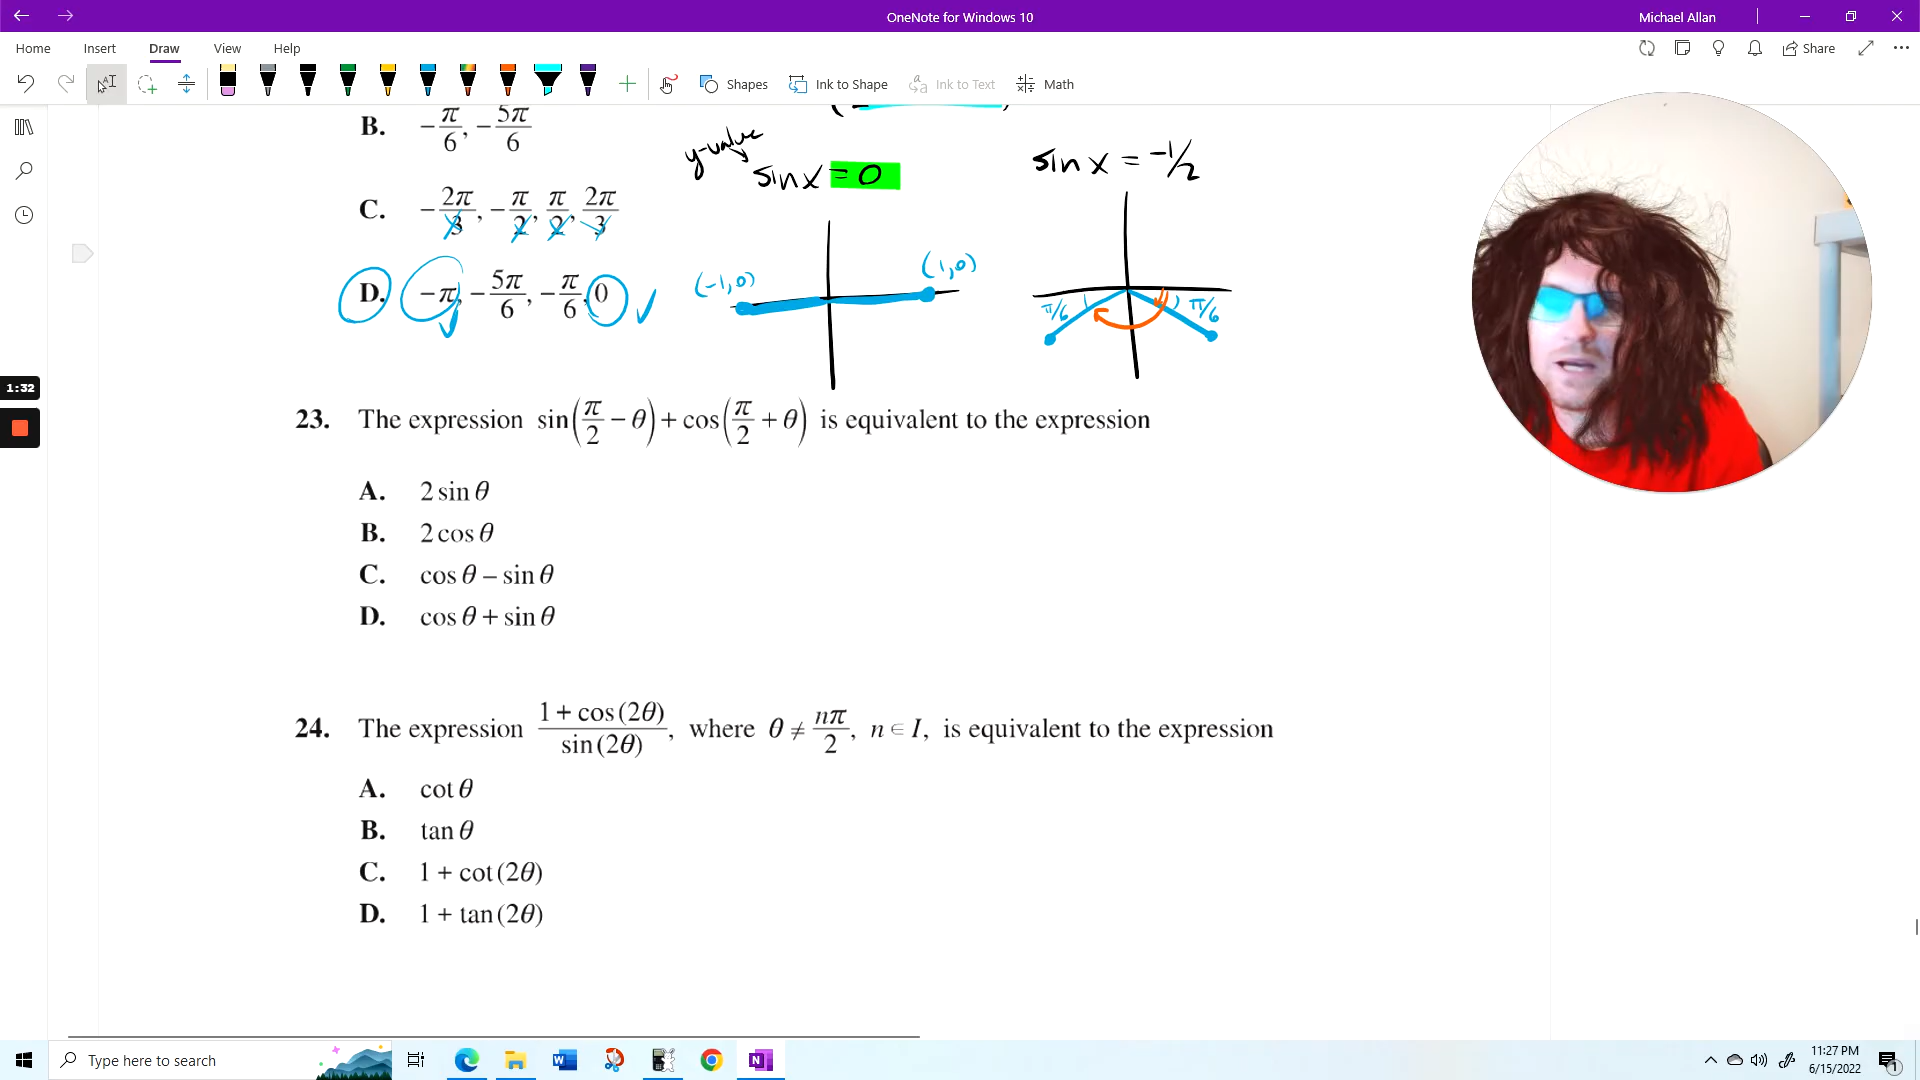 OneNote for Windows 10
Michael Allan
Home Insert Draw View Help
Share
Shapes Ink to Shape Ink to Text Math
B. −π/6, −5π/6
C. −2π/3, −π/2, π/2, 2π/3
D. −π, −5π/6, −π/6, 0
y-value
sin x = 0
(-1,0) (1,0)
sin x = -1/2
π/6 π/6
1:32
23. The expression sin(π/2 − θ) + cos(π/2 + θ) is equivalent to the expression
A. 2 sin θ
B. 2 cos θ
C. cos θ – sin θ
D. cos θ + sin θ
24. The expression (1 + cos (2θ))/(sin (2θ)), where θ ≠ nπ/2, n ∈ I, is equivalent to the expression
A. cot θ
B. tan θ
C. 1 + cot (2θ)
D. 1 + tan (2θ)
Type here to search
11:27 PM
6/15/2022
1